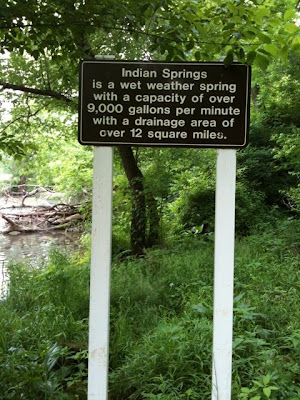 Indian Springs
is a wet weather spring
with a capacity of over
9,000 gallons per minute
with a drainage area of
over 12 square miles.